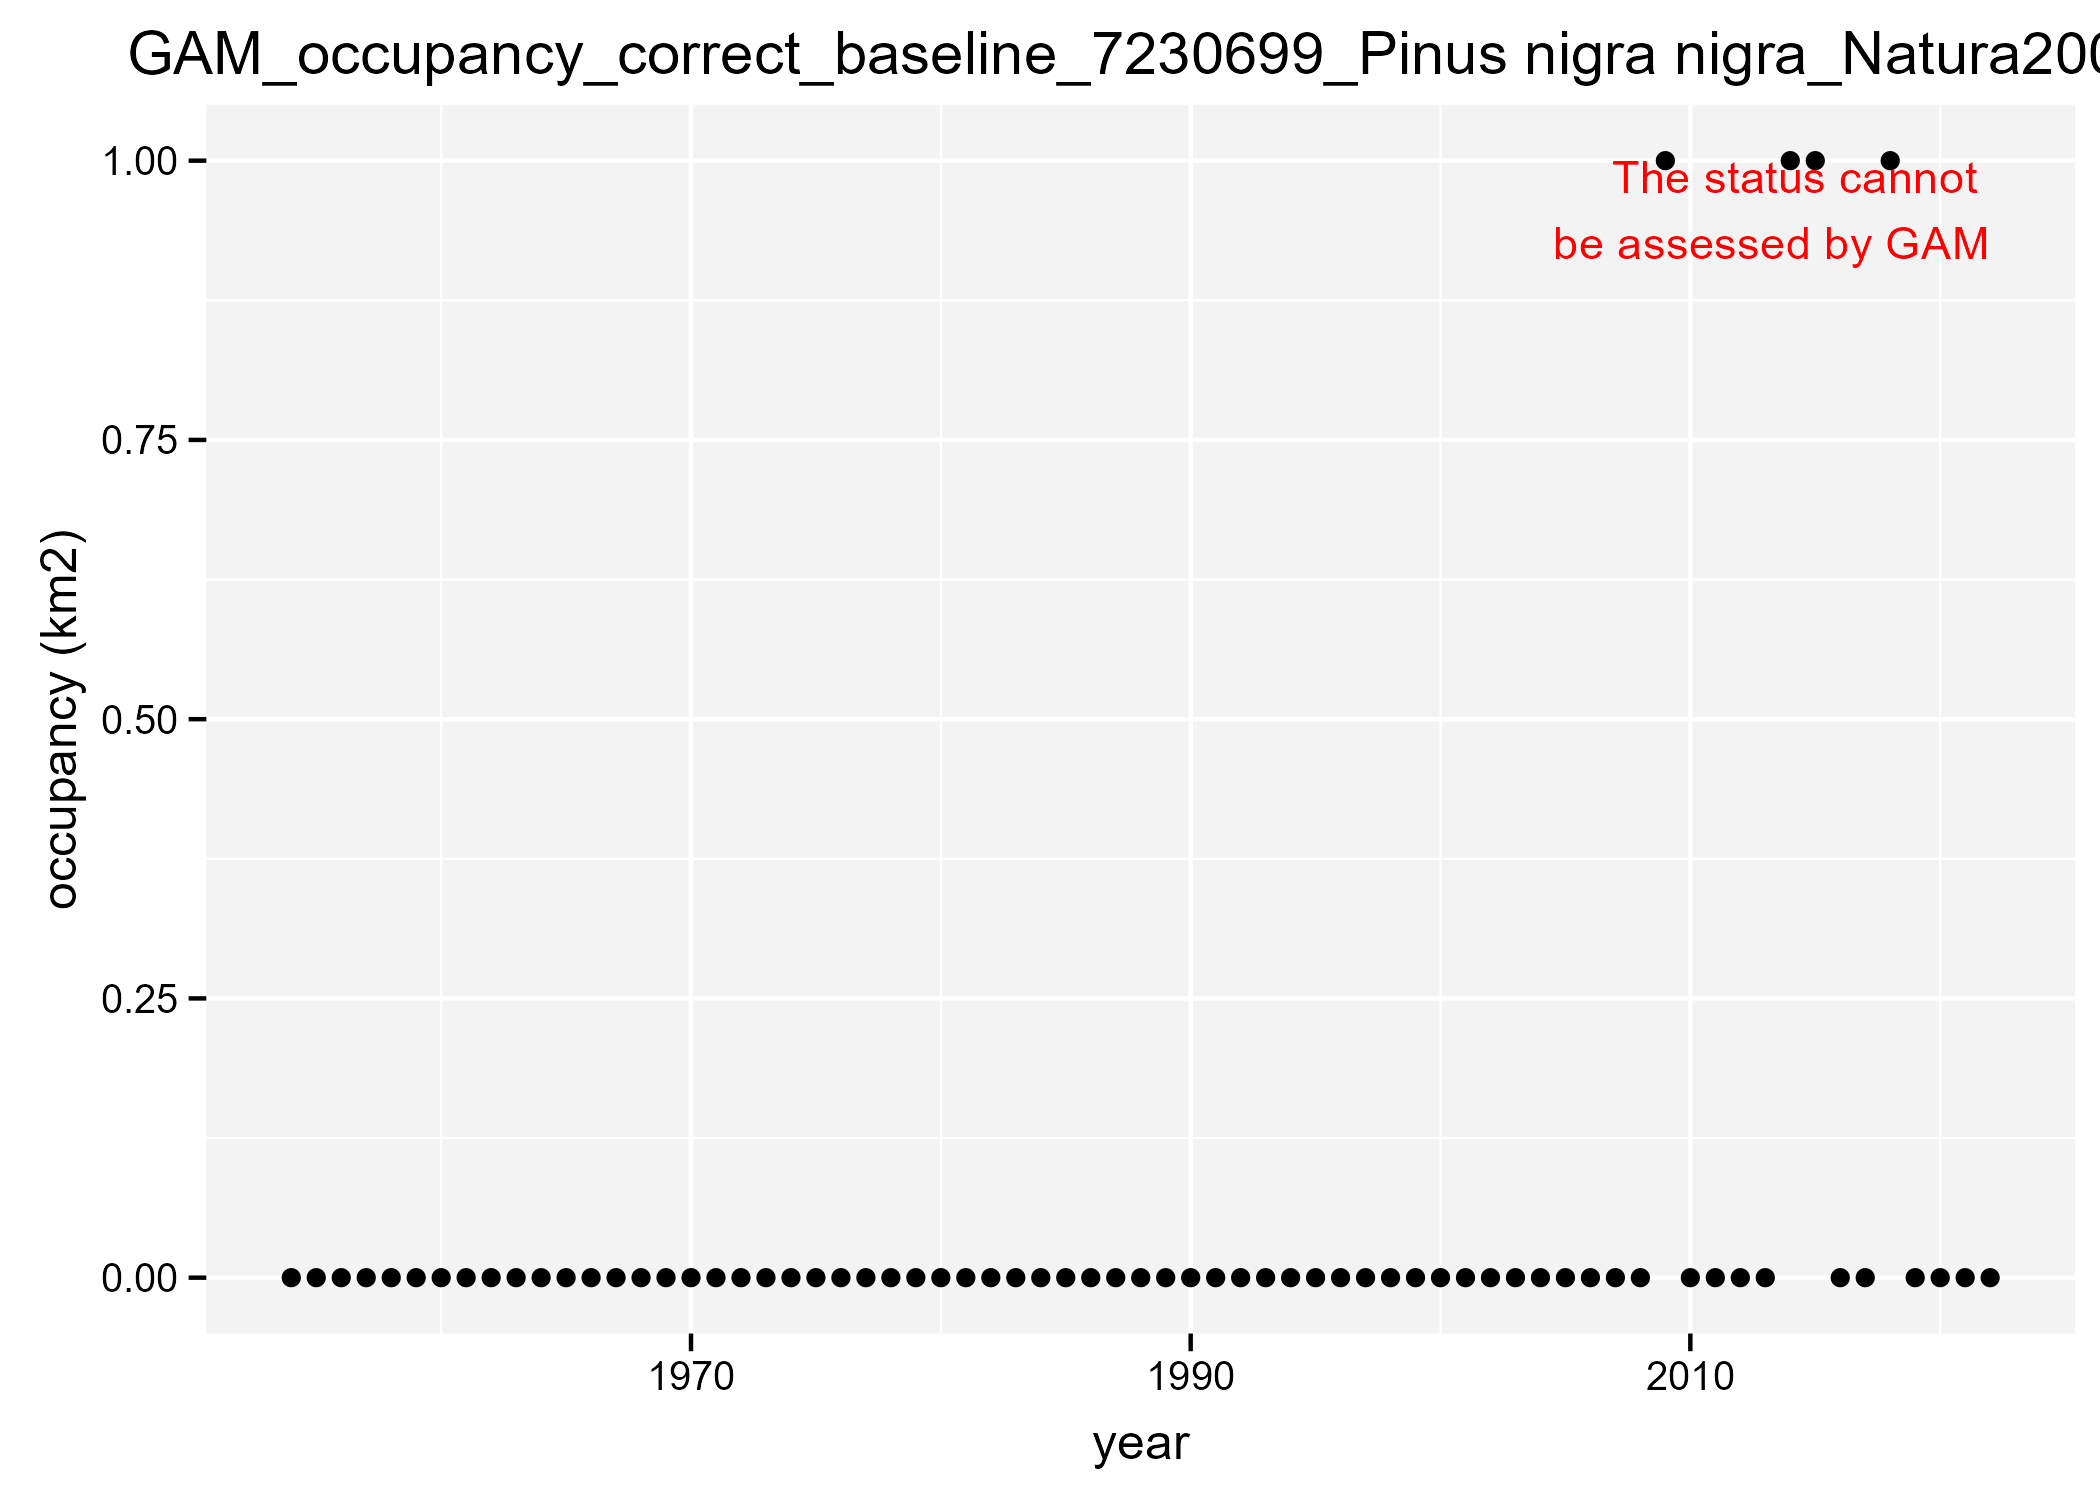 GAM_occupancy_correct_baseline_7230699_Pinus nigra nigra_Natura200
1.00
The status cannot
be assessed by GAM
0.75
occupancy (km2)
0.50
0.25
0.00
1970
1990
2010
year